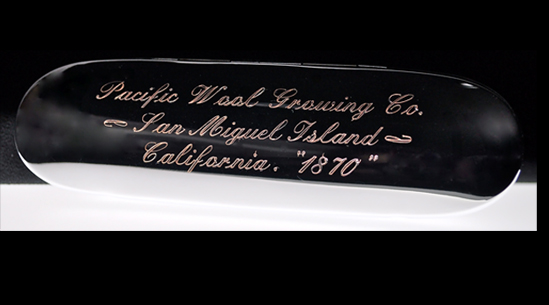 Pacific Wool Growing Co.
~ San Miguel Island ~
California. "1870"